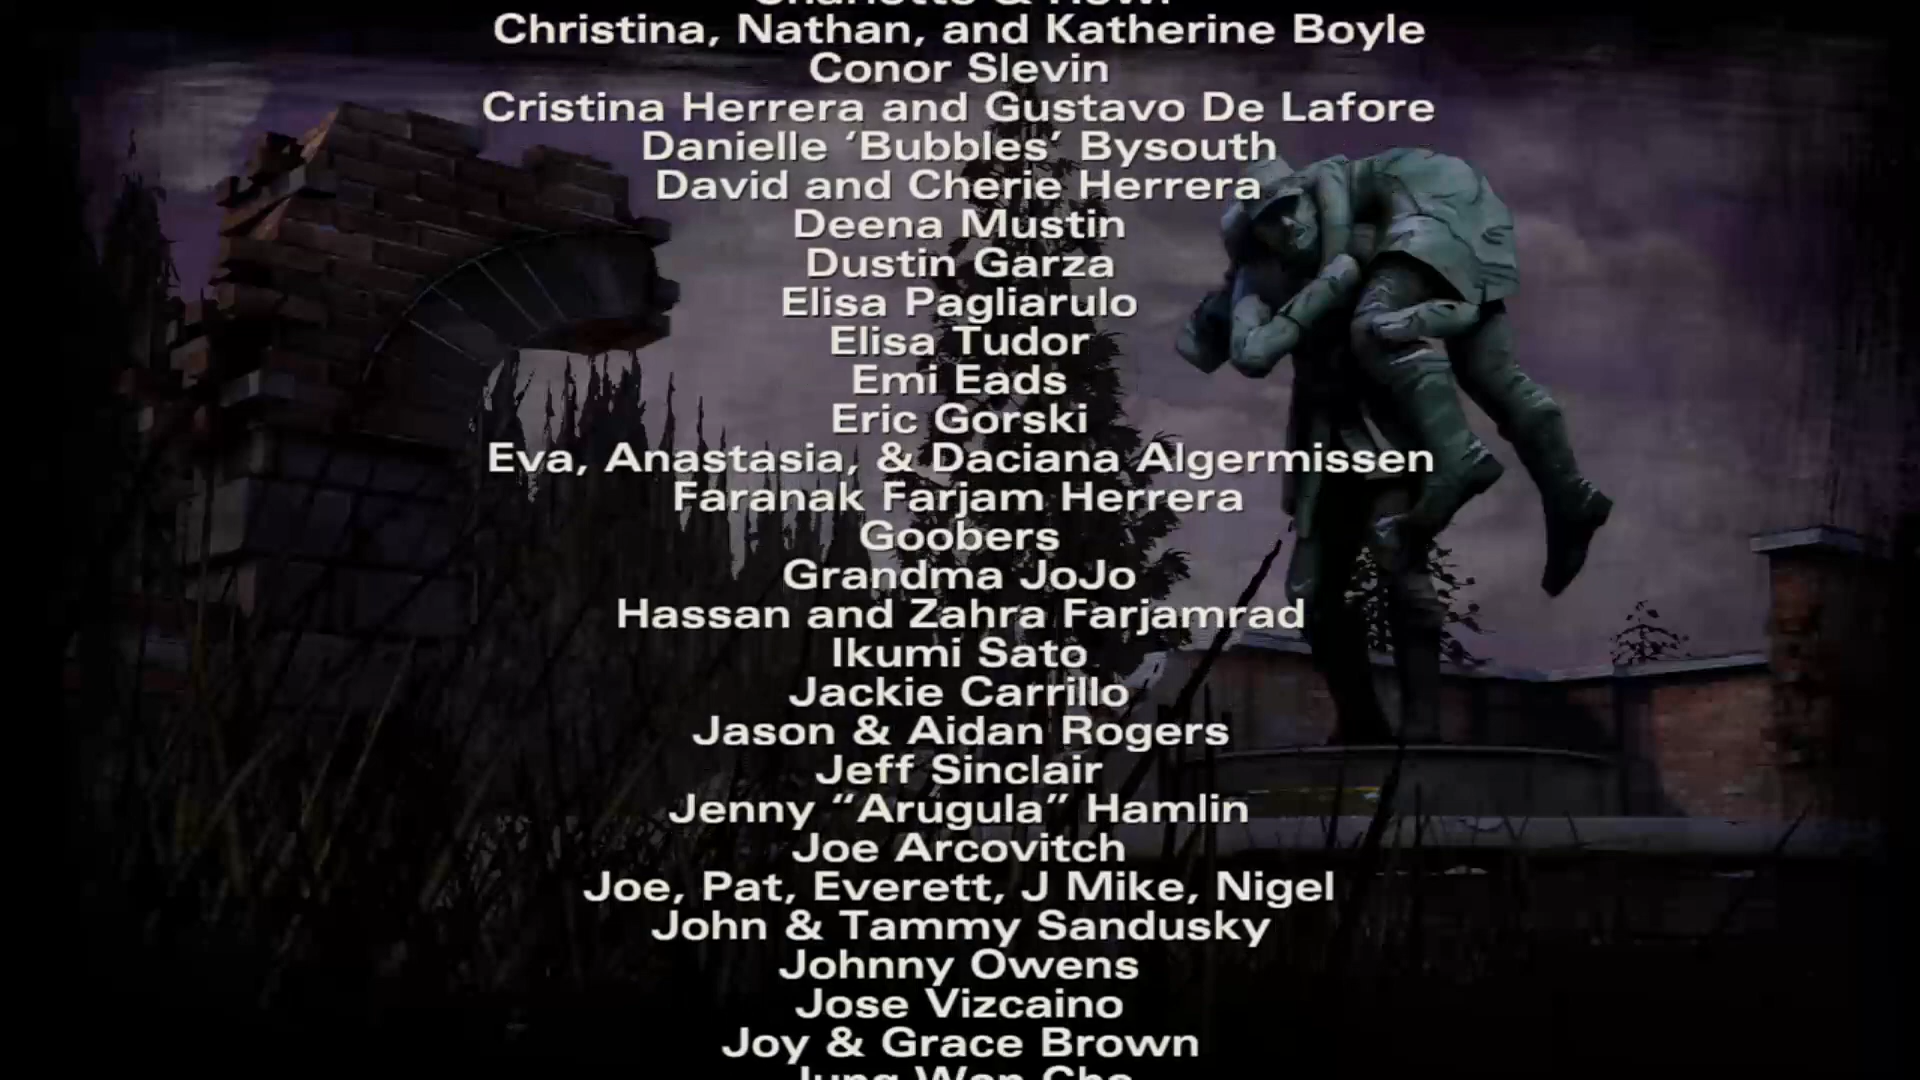 Christina, Nathan, and Katherine Boyle
Conor Slevin
Cristina Herrera and Gustavo De Lafore
Danielle ‘Bubbles’ Bysouth
David and Cherie Herrera
Deena Mustin
Dustin Garza
Elisa Pagliarulo
Elisa Tudor
Emi Eads
Eric Gorski
Eva, Anastasia, & Daciana Algermissen
Faranak Farjam Herrera
Goobers
Grandma JoJo
Hassan and Zahra Farjamrad
Ikumi Sato
Jackie Carrillo
Jason & Aidan Rogers
Jeff Sinclair
Jenny “Arugula” Hamlin
Joe Arcovitch
Joe, Pat, Everett, J Mike, Nigel
John & Tammy Sandusky
Johnny Owens
Jose Vizcaino
Joy & Grace Brown